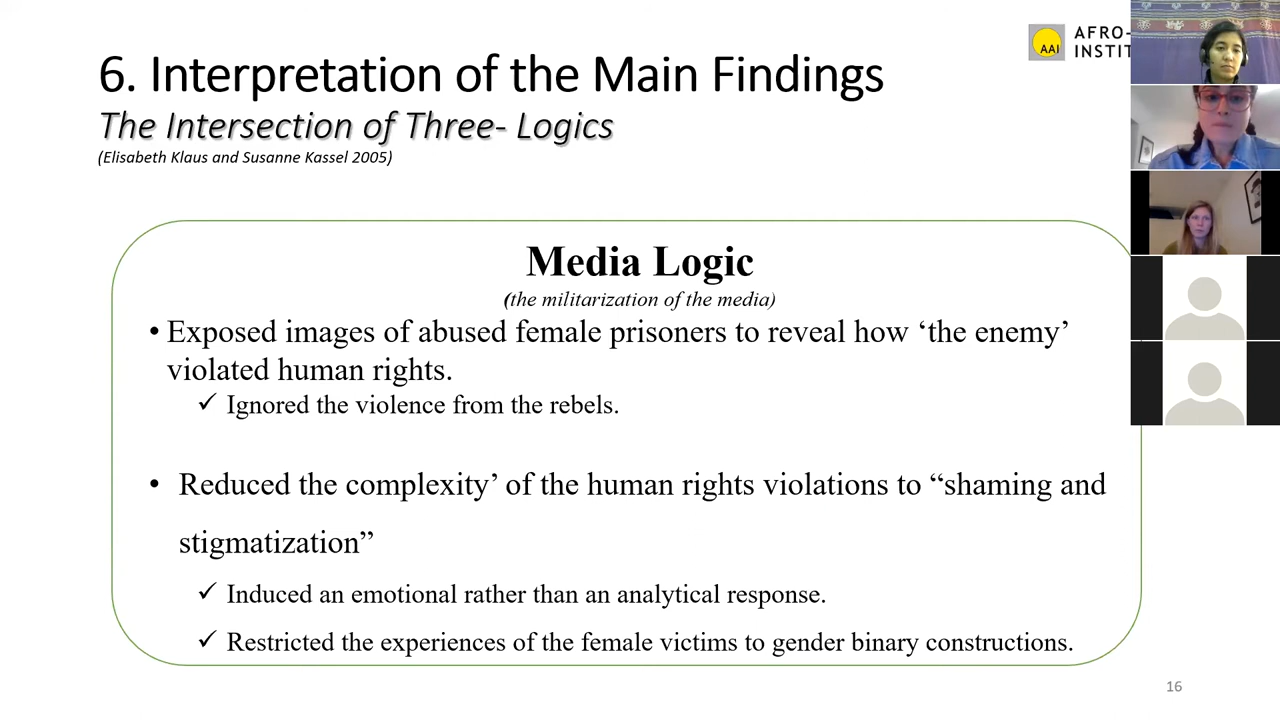 AFRO-
AAI
INSTIT
6. Interpretation of the Main Findings
The Intersection of Three- Logics
(Elisabeth Klaus and Susanne Kassel 2005)
Media Logic
(the militarization of the media)
• Exposed images of abused female prisoners to reveal how ‘the enemy’
violated human rights.
✓ Ignored the violence from the rebels.
• Reduced the complexity’ of the human rights violations to “shaming and
stigmatization”
✓ Induced an emotional rather than an analytical response.
✓ Restricted the experiences of the female victims to gender binary constructions.
16